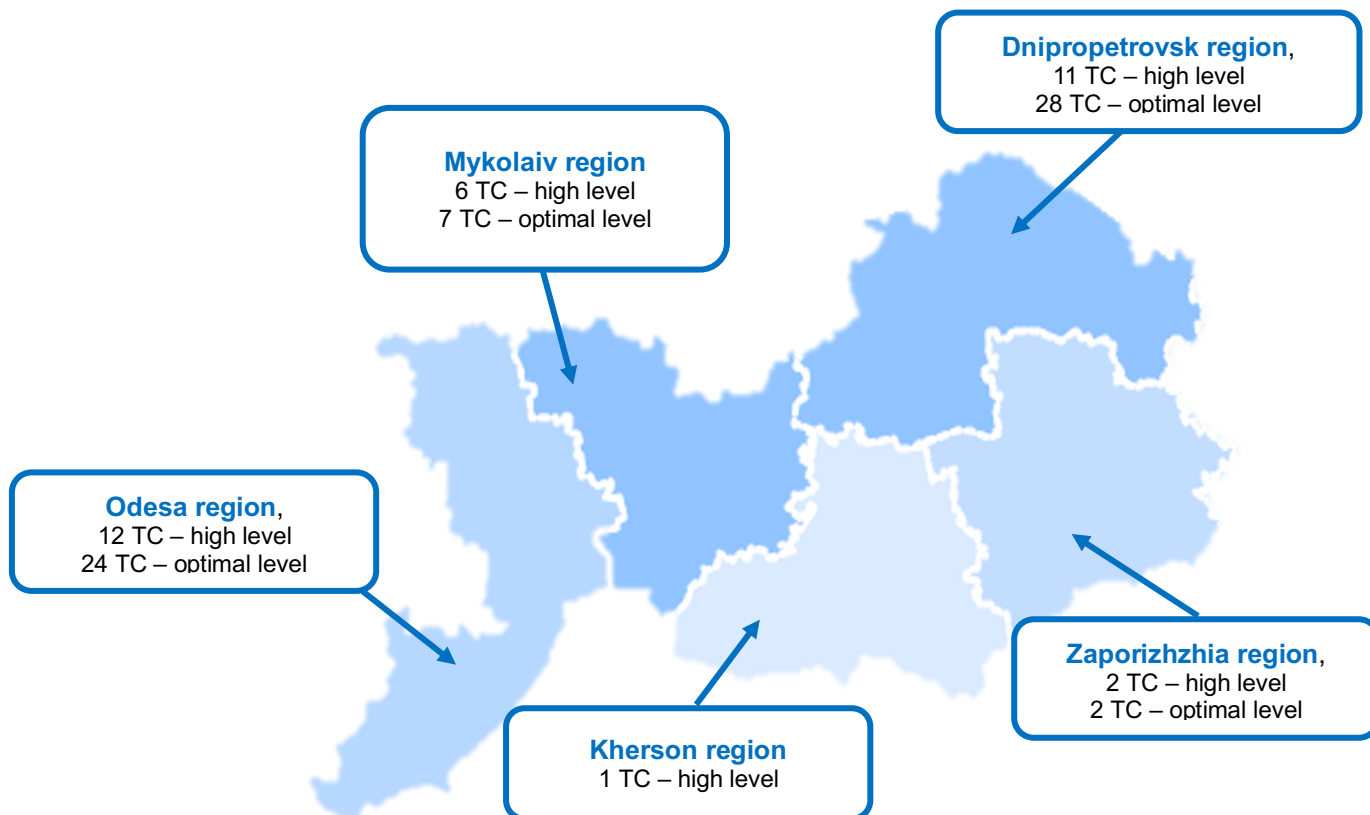 Dnipropetrovsk region,
11 TC – high level
28 TC – optimal level
Mykolaiv region
6 TC – high level
7 TC – optimal level
Odesa region,
12 TC – high level
24 TC – optimal level
Zaporizhzhia region,
2 TC – high level
2 TC – optimal level
Kherson region
1 TC – high level